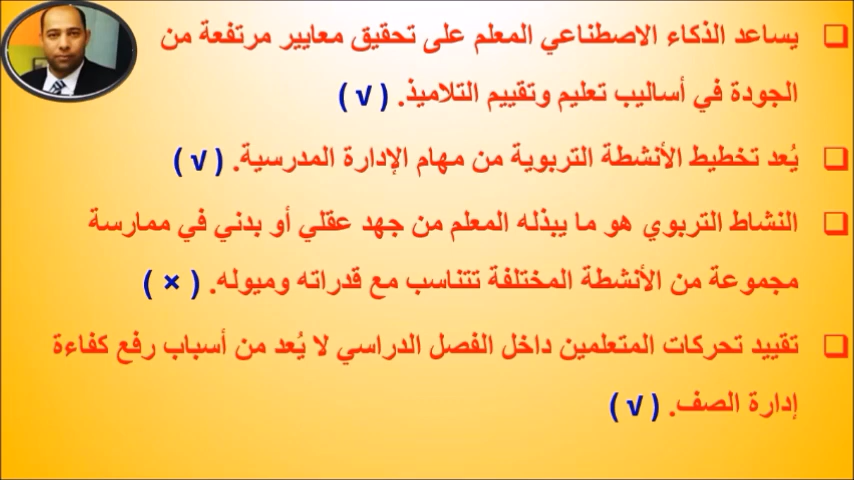 ❑ يساعد الذكاء الاصطناعي المعلم على تحقيق معايير مرتفعة من
الجودة في أساليب تعليم وتقييم التلاميذ. ( √ )
❑ يُعد تخطيط الأنشطة التربوية من مهام الإدارة المدرسية. ( √ )
❑ النشاط التربوي هو ما يبذله المعلم من جهد عقلي أو بدني في ممارسة
مجموعة من الأنشطة المختلفة تتناسب مع قدراته وميوله. ( × )
❑ تقييد تحركات المتعلمين داخل الفصل الدراسي لا يُعد من أسباب رفع كفاءة
إدارة الصف. ( √ )